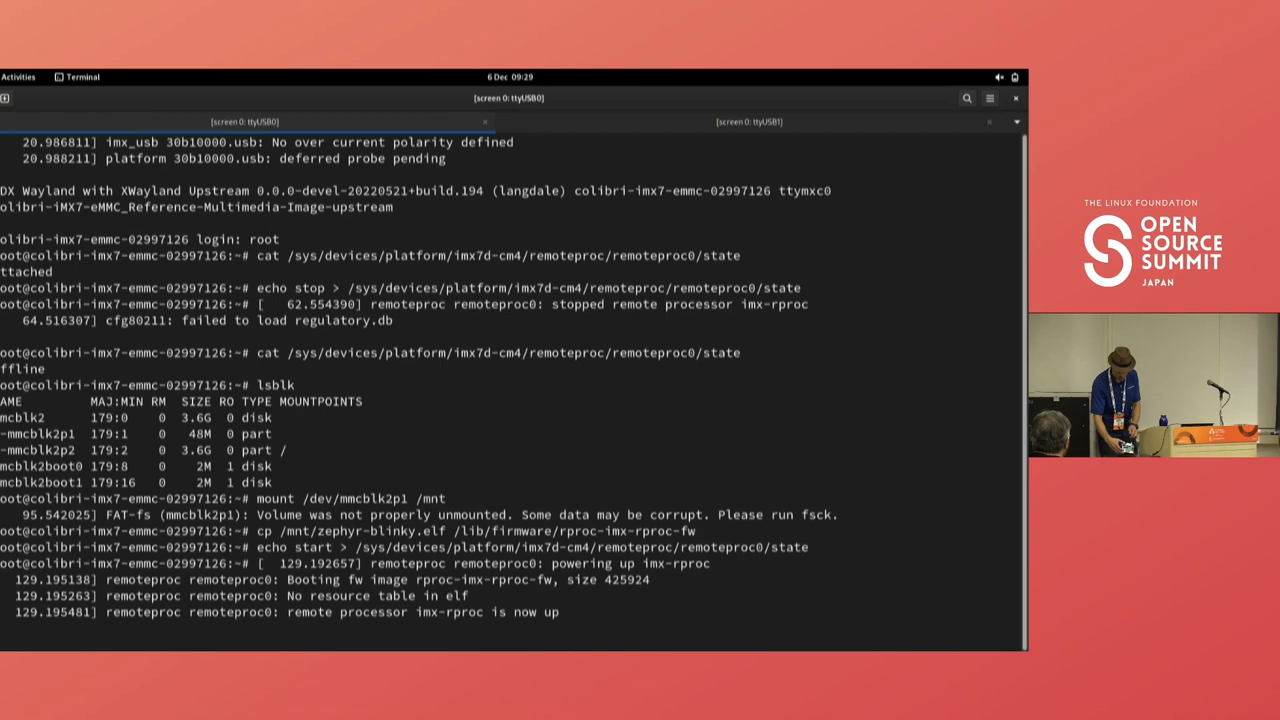 Activities Terminal 6 Dec 09:29
[screen 0: ttyUSB0]
[screen 0: ttyUSB0] [screen 0: ttyUSB1]
20.986811] imx_usb 30b10000.usb: No over current polarity defined
20.988211] platform 30b10000.usb: deferred probe pending
DX Wayland with XWayland Upstream 0.0.0-devel-20220521+build.194 (langdale) colibri-imx7-emmc-02997126 ttymxc0
olibri-iMX7-eMMC_Reference-Multimedia-Image-upstream
olibri-imx7-emmc-02997126 login: root
oot@colibri-imx7-emmc-02997126:~# cat /sys/devices/platform/imx7d-cm4/remoteproc/remoteproc0/state
ttached
oot@colibri-imx7-emmc-02997126:~# echo stop > /sys/devices/platform/imx7d-cm4/remoteproc/remoteproc0/state
oot@colibri-imx7-emmc-02997126:~# [ 62.554390] remoteproc remoteproc0: stopped remote processor imx-rproc
64.516307] cfg80211: failed to load regulatory.db
oot@colibri-imx7-emmc-02997126:~# cat /sys/devices/platform/imx7d-cm4/remoteproc/remoteproc0/state
ffline
oot@colibri-imx7-emmc-02997126:~# lsblk
AME MAJ:MIN RM SIZE RO TYPE MOUNTPOINTS
mcblk2 179:0 0 3.6G 0 disk
-mmcblk2p1 179:1 0 48M 0 part
-mmcblk2p2 179:2 0 3.6G 0 part /
mcblk2boot0 179:8 0 2M 1 disk
mcblk2boot1 179:16 0 2M 1 disk
oot@colibri-imx7-emmc-02997126:~# mount /dev/mmcblk2p1 /mnt
95.542025] FAT-fs (mmcblk2p1): Volume was not properly unmounted. Some data may be corrupt. Please run fsck.
oot@colibri-imx7-emmc-02997126:~# cp /mnt/zephyr-blinky.elf /lib/firmware/rproc-imx-rproc-fw
oot@colibri-imx7-emmc-02997126:~# echo start > /sys/devices/platform/imx7d-cm4/remoteproc/remoteproc0/state
oot@colibri-imx7-emmc-02997126:~# [ 129.192657] remoteproc remoteproc0: powering up imx-rproc
129.195138] remoteproc remoteproc0: Booting fw image rproc-imx-rproc-fw, size 425924
129.195263] remoteproc remoteproc0: No resource table in elf
129.195481] remoteproc remoteproc0: remote processor imx-rproc is now up
THE LINUX FOUNDATION
OPEN
SOURCE
SUMMIT
JAPAN